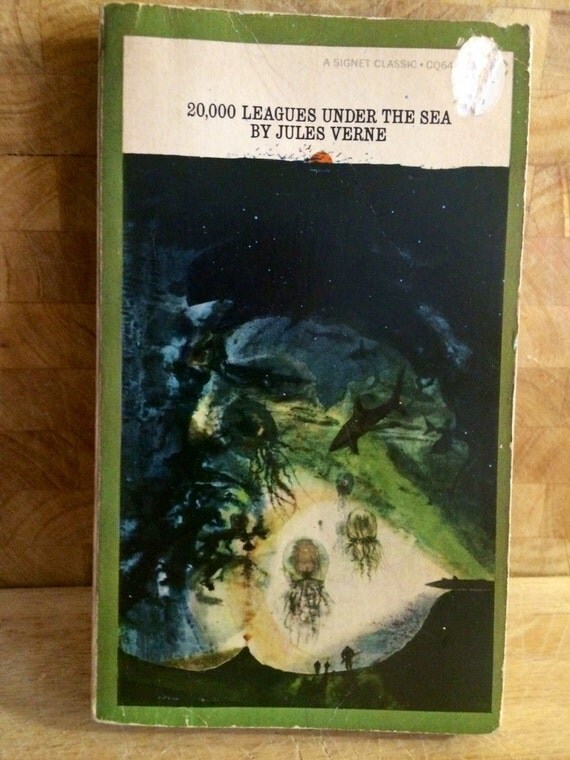 A SIGNET CLASSIC • CQ64
20,000 LEAGUES UNDER THE SEA
BY JULES VERNE